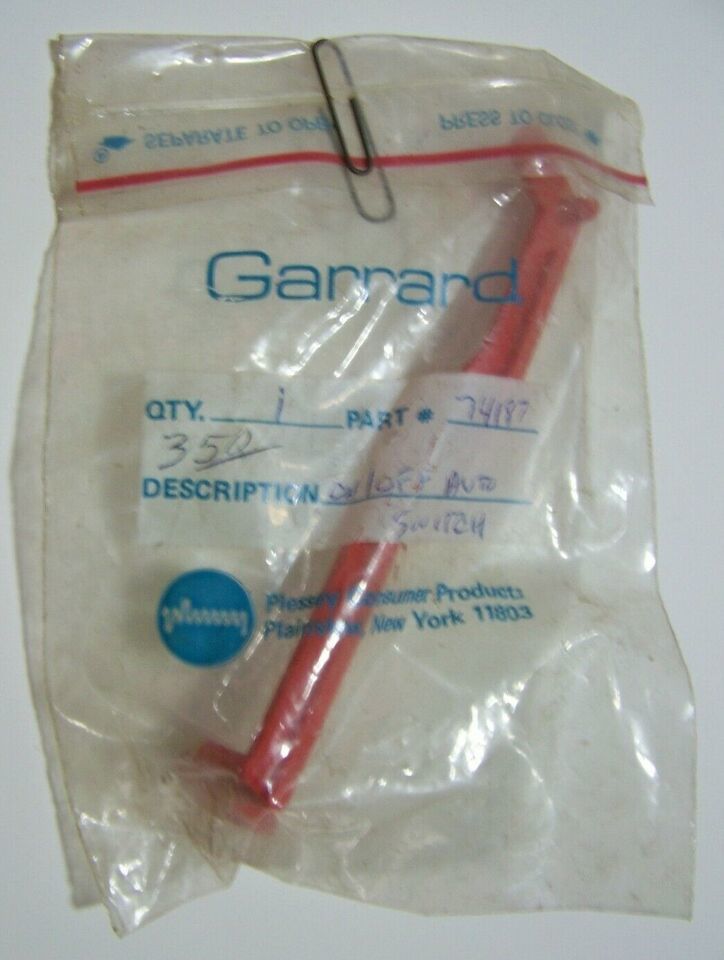 SEPARATE TO OPEN PRESS TO CLOSE
Garrard
QTY. 1 PART # 74187
350
DESCRIPTION ON/OFF AUTO
SWITCH
Plessey Consumer Products
Plainview, New York 11803